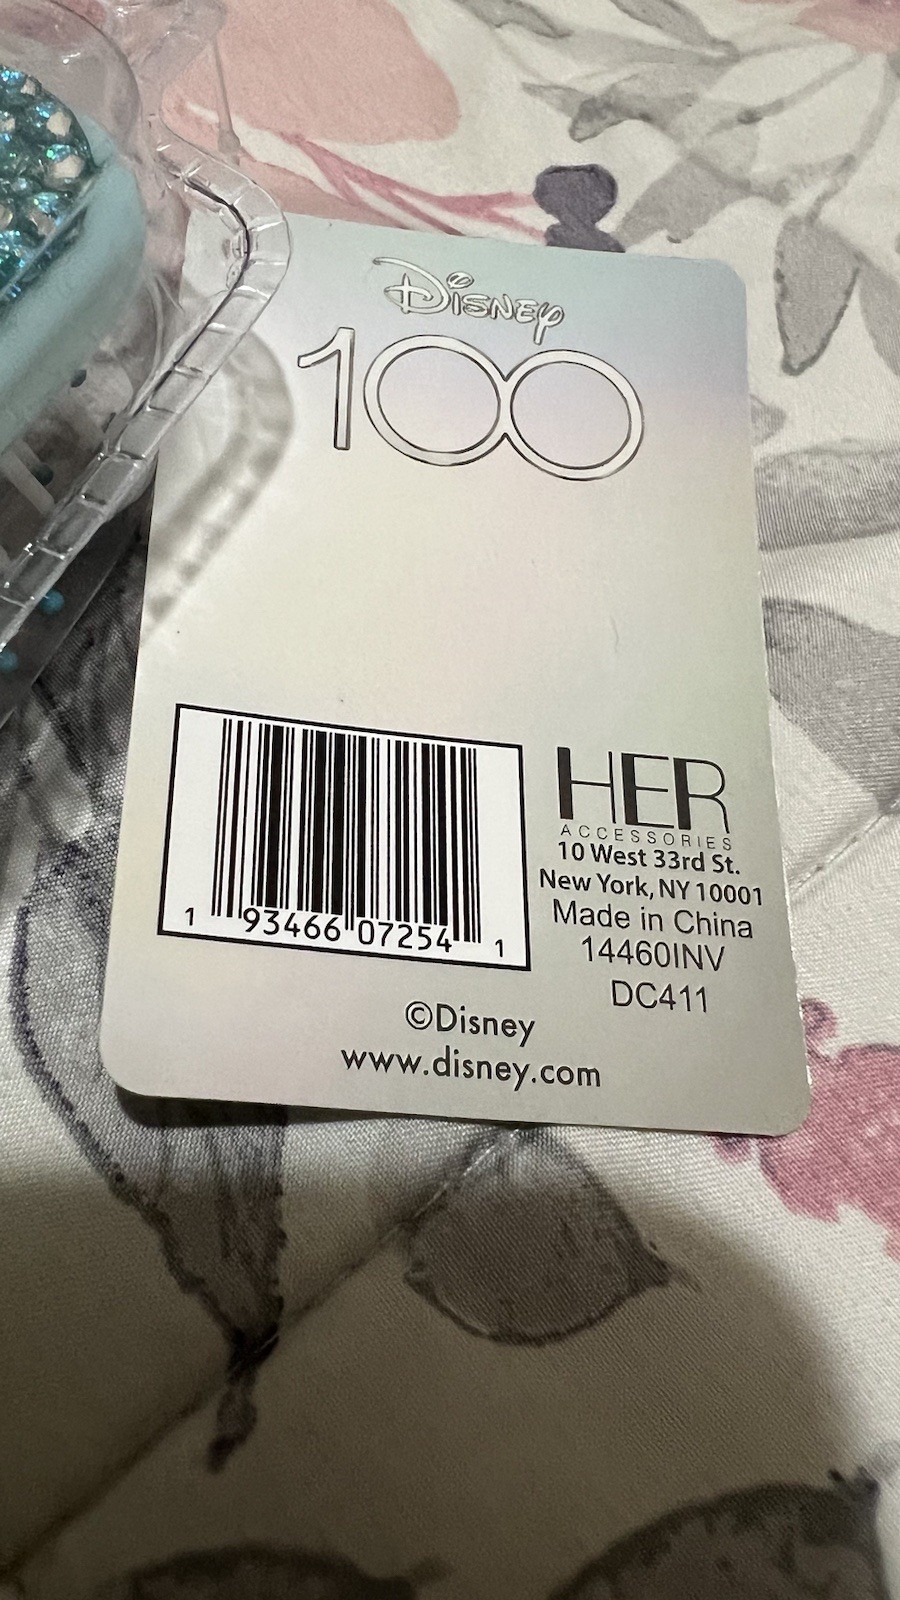 Disney
100
1 93466 07254 1
HER
ACCESSORIES
10 West 33rd St.
New York, NY 10001
Made in China
14460INV
DC411
©Disney
www.disney.com